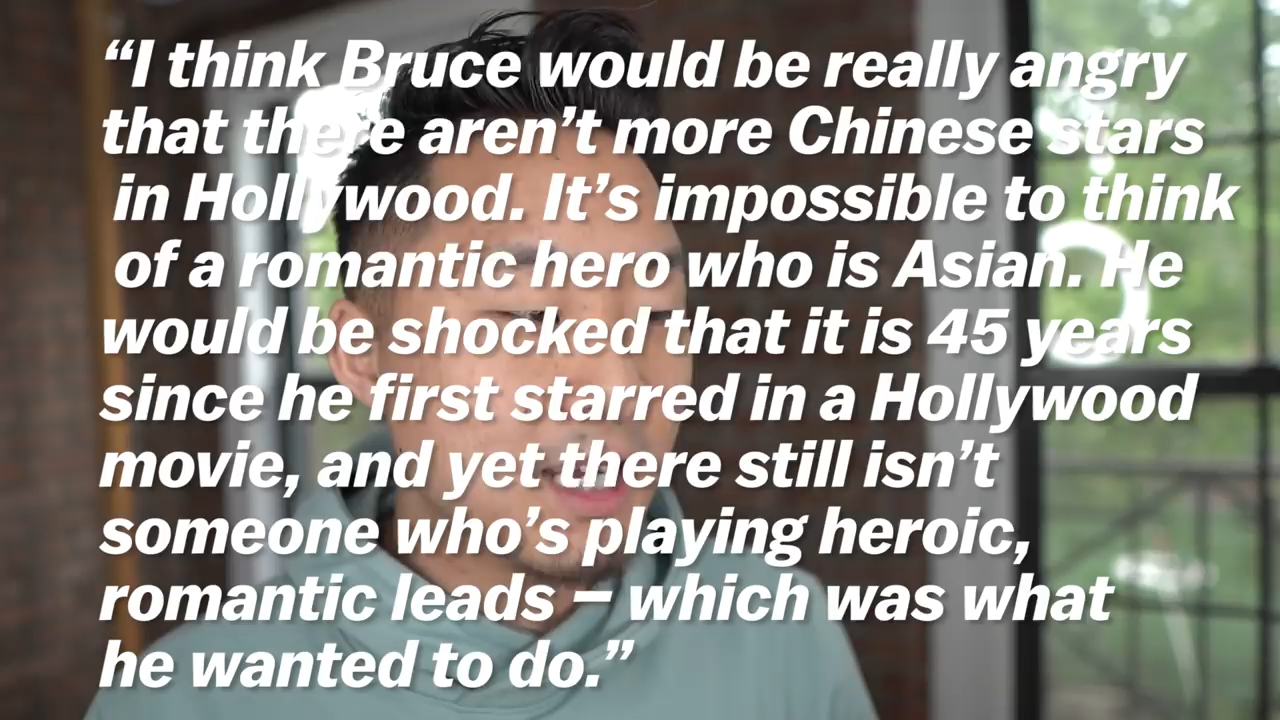 “I think Bruce would be really angry
that there aren’t more Chinese stars
in Hollywood. It’s impossible to think
of a romantic hero who is Asian. He
would be shocked that it is 45 years
since he first starred in a Hollywood
movie, and yet there still isn’t
someone who’s playing heroic,
romantic leads – which was what
he wanted to do.”